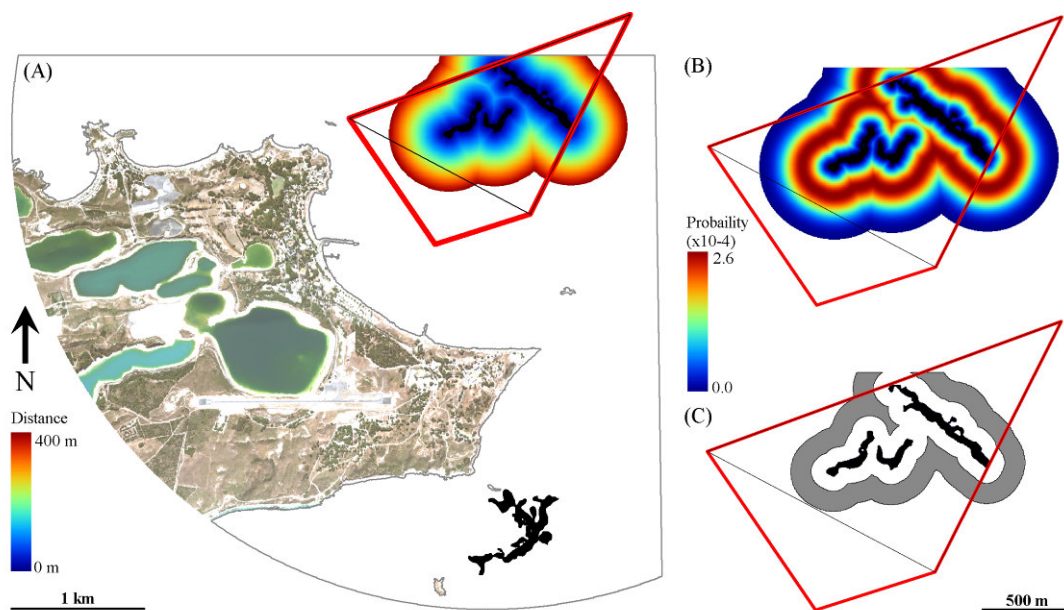 (A)
N
Distance
400 m
0 m
1 km
(B)
Probaility
(x10-4)
2.6
0.0
(C)
500 m